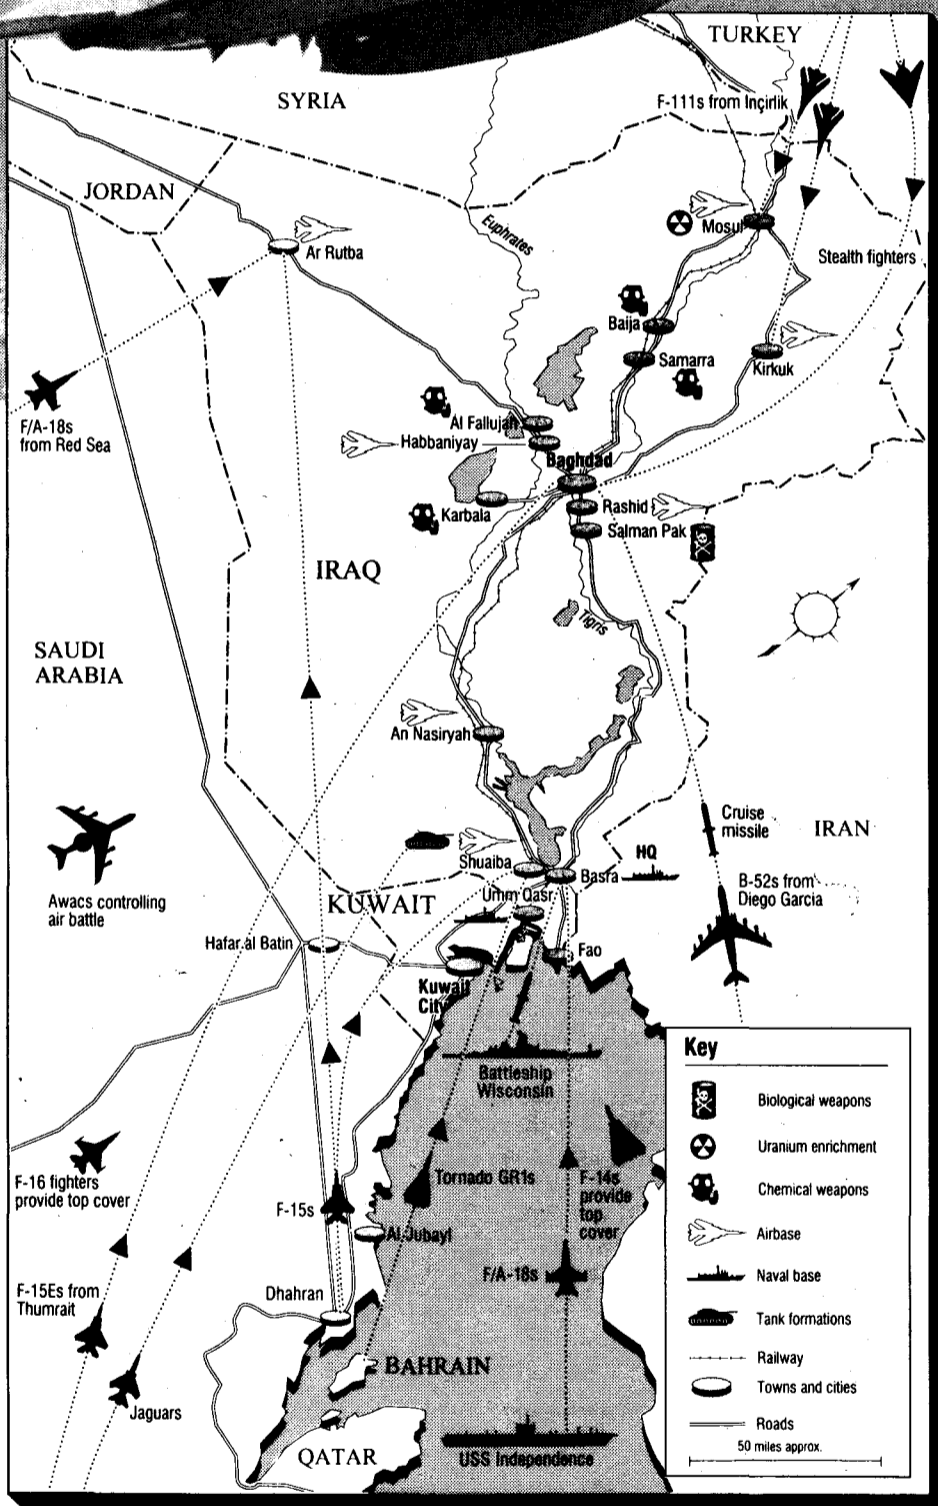 TURKEY
SYRIA
F-111s from Inçirlik
JORDAN
Mosul
Euphrates
Ar Rutba
Stealth fighters
Baija
Samarra
Kirkuk
F/A-18s
from Red Sea
Al Fallujah
Habbaniyay
Baghdad
Karbala
Rashid
Salman Pak
IRAQ
Tigris
SAUDI
ARABIA
An Nasiryah
Cruise
missile
IRAN
Shuaiba
HQ
Basra
B-52s from
Diego Garcia
Awacs controlling
air battle
KUWAIT
Umm Qasr
Hafar al Batin
Fao
Kuwait
City
Key
Battleship
Wisconsin
Biological weapons
Uranium enrichment
Chemical weapons
Airbase
Naval base
Tank formations
Railway
Towns and cities
Roads
50 miles approx.
F-16 fighters
provide top cover
F-15s
Tornado GR1s
F-14s
provide
top
cover
Al Jubayl
F/A-18s
F-15Es from
Thumrait
Dhahran
BAHRAIN
Jaguars
QATAR
USS Independence